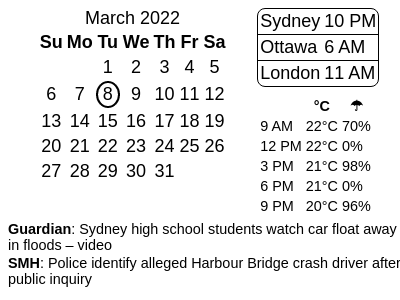 March 2022
Su Mo Tu We Th Fr Sa
1 2 3 4 5
6 7 8 9 10 11 12
13 14 15 16 17 18 19
20 21 22 23 24 25 26
27 28 29 30 31
Sydney 10 PM
Ottawa 6 AM
London 11 AM
°C ☂
9 AM 22°C 70%
12 PM 22°C 0%
3 PM 21°C 98%
6 PM 21°C 0%
9 PM 20°C 96%
Guardian: Sydney high school students watch car float away
in floods – video
SMH: Police identify alleged Harbour Bridge crash driver after
public inquiry